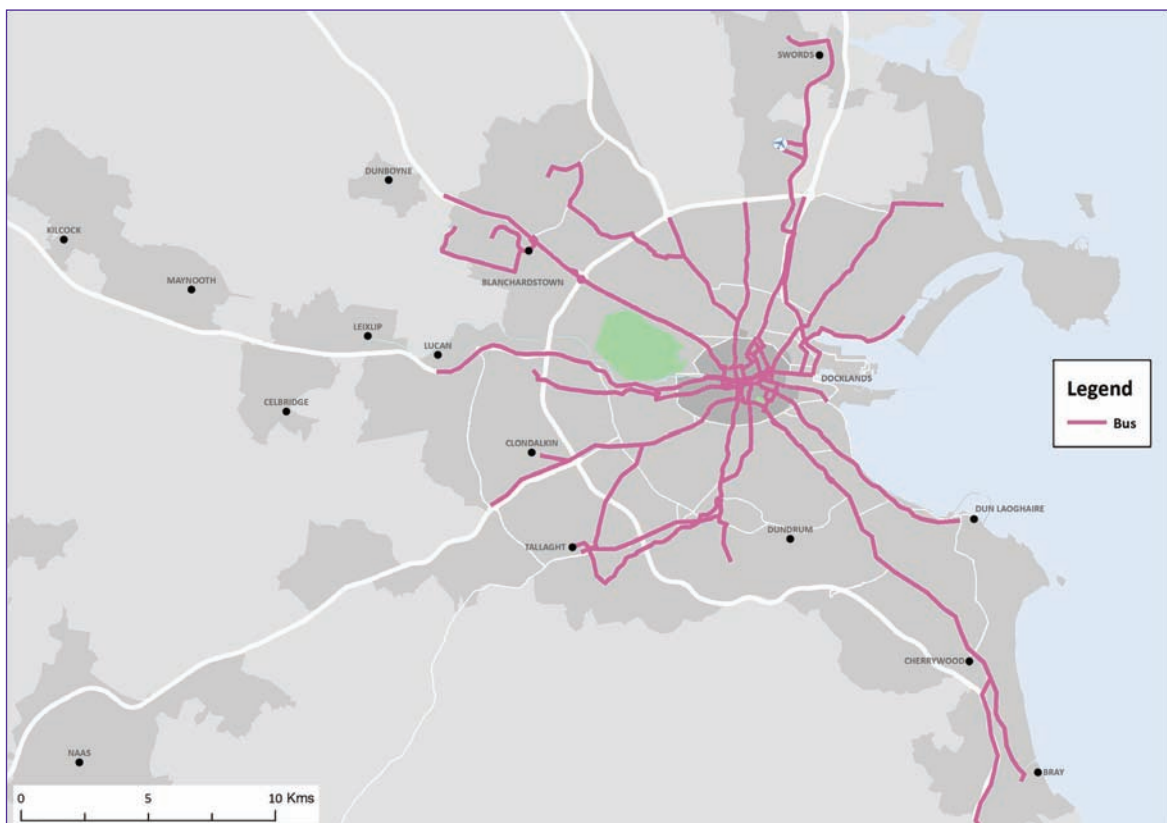 SWORDS
DUNBOYNE
KILCOCK
BLANCHARDSTOWN
MAYNOOTH
LEIXLIP
LUCAN
DOCKLANDS
CELBRIDGE
Legend
Bus
CLONDALKIN
DUN LAOGHAIRE
DUNDRUM
TALLAGHT
CHERRYWOOD
NAAS
BRAY
0 5 10 Kms